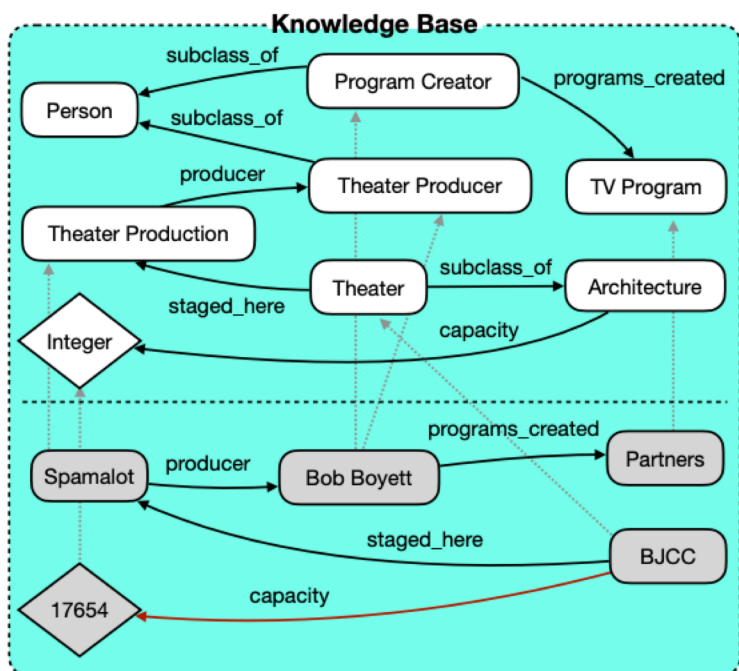 Knowledge Base
subclass_of
Program Creator
programs_created
Person
subclass_of
producer
Theater Producer
TV Program
Theater Production
subclass_of
Theater
Architecture
staged_here
capacity
Integer
programs_created
Spamalot
producer
Bob Boyett
Partners
staged_here
BJCC
capacity
17654